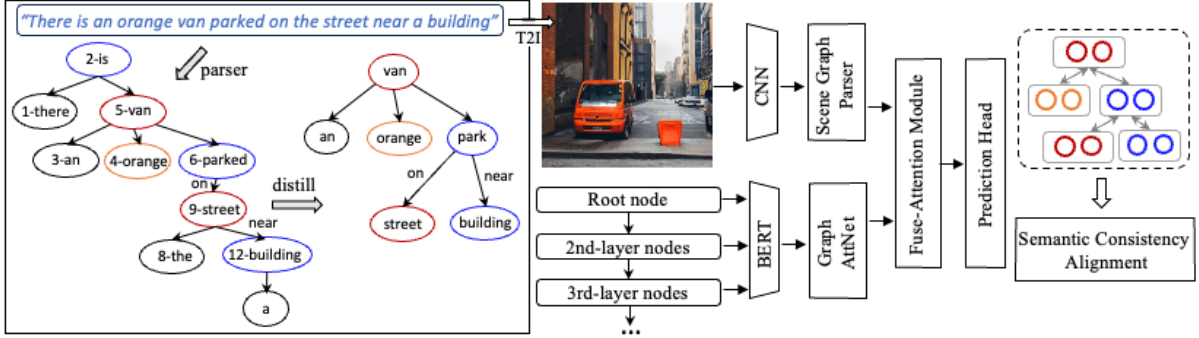 "There is an orange van parked on the street near a building"
T2I
parser
2-is
1-there
5-van
3-an
4-orange
6-parked
on
9-street
near
8-the
12-building
a
distill
van
an
orange
park
on
near
street
building
Root node
2nd-layer nodes
3rd-layer nodes
...
CNN
Scene Graph
Parser
BERT
Graph
AttNet
Fuse-Attention Module
Prediction Head
Semantic Consistency
Alignment